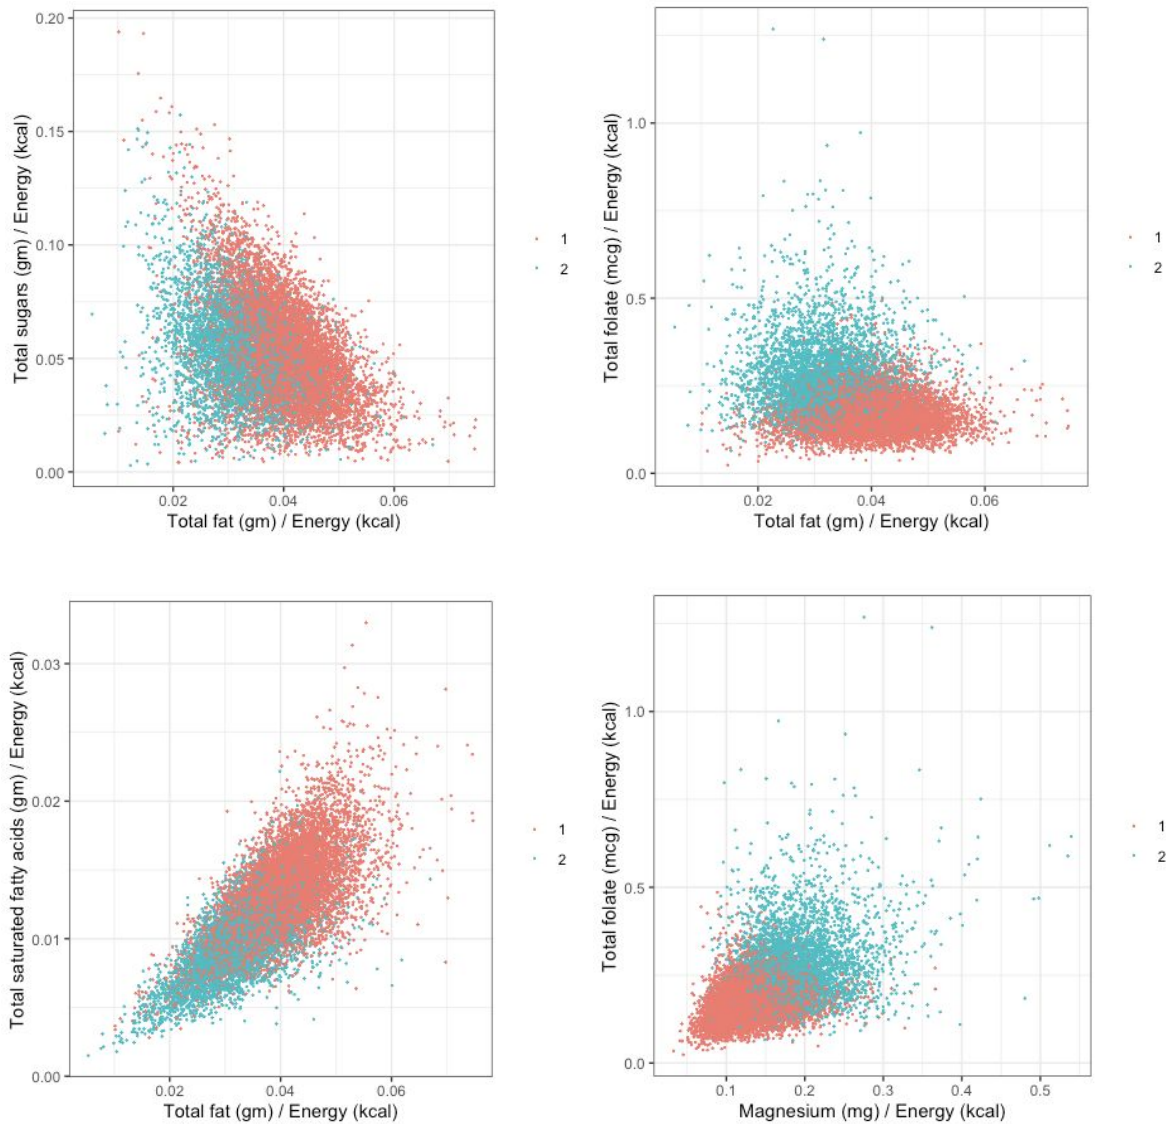 0.20
0.15
0.10
0.05
0.00
Total sugars (gm) / Energy (kcal)
0.02 0.04 0.06
Total fat (gm) / Energy (kcal)
1
2
1.0
0.5
0.0
Total folate (mcg) / Energy (kcal)
0.02 0.04 0.06
Total fat (gm) / Energy (kcal)
1
2
0.03
0.02
0.01
0.00
Total saturated fatty acids (gm) / Energy (kcal)
0.02 0.04 0.06
Total fat (gm) / Energy (kcal)
1
2
1.0
0.5
0.0
Total folate (mcg) / Energy (kcal)
0.1 0.2 0.3 0.4 0.5
Magnesium (mg) / Energy (kcal)
1
2